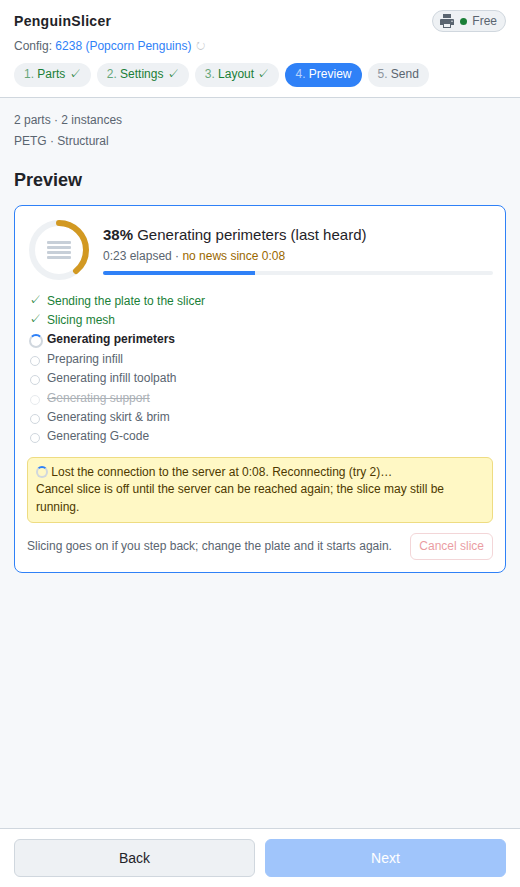 PenguinSlicer
Free
Config: 6238 (Popcorn Penguins)
1. Parts ✓
2. Settings ✓
3. Layout ✓
4. Preview
5. Send
2 parts · 2 instances
PETG · Structural
Preview
38% Generating perimeters (last heard)
0:23 elapsed · no news since 0:08
✓ Sending the plate to the slicer
✓ Slicing mesh
Generating perimeters
Preparing infill
Generating infill toolpath
Generating support
Generating skirt & brim
Generating G-code
Lost the connection to the server at 0:08. Reconnecting (try 2)…
Cancel slice is off until the server can be reached again; the slice may still be
running.
Slicing goes on if you step back; change the plate and it starts again.
Cancel slice
Back
Next